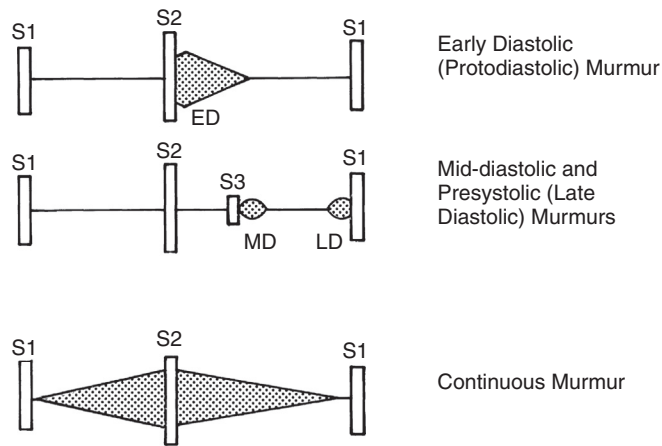 S1
S2
S1
ED
Early Diastolic
(Protodiastolic) Murmur
S1
S2
S3
S1
MD
LD
Mid-diastolic and
Presystolic (Late
Diastolic) Murmurs
S1
S2
S1
Continuous Murmur